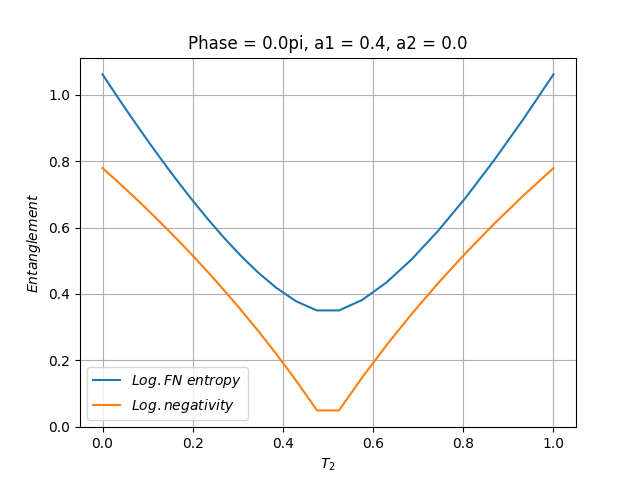 Phase = 0.0pi, a1 = 0.4, a2 = 0.0
Entanglement
1.0
0.8
0.6
0.4
0.2
0.0
Log. FN entropy
Log. negativity
0.0 0.2 0.4 0.6 0.8 1.0
T₂